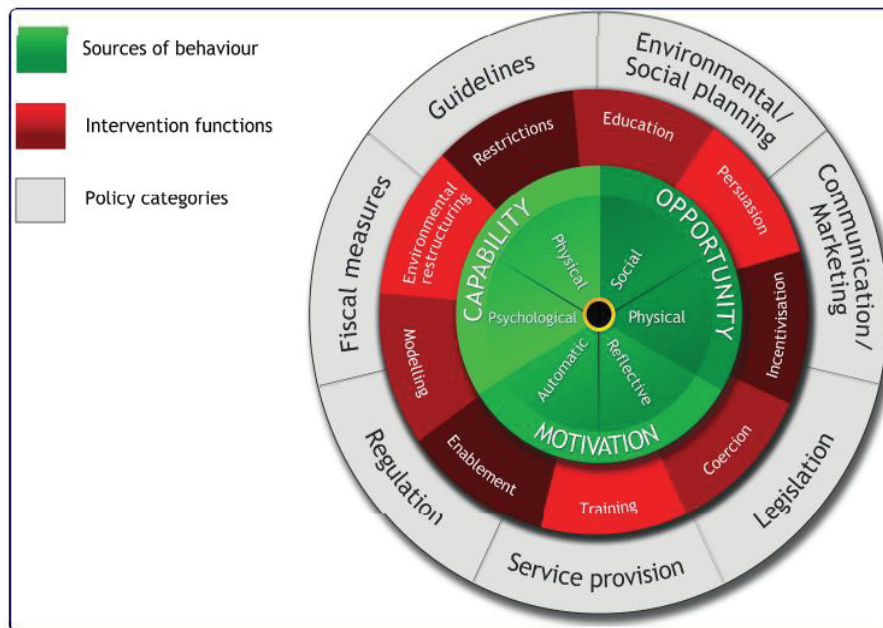 Sources of behaviour
Intervention functions
Policy categories
Guidelines
Environmental/
Social planning
Communication/
Marketing
Legislation
Service provision
Regulation
Fiscal measures
Restrictions
Education
Persuasion
Incentivisation
Coercion
Training
Enablement
Modelling
Environmental
restructuring
CAPABILITY
OPPORTUNITY
MOTIVATION
Physical
Social
Psychological
Physical
Automatic
Reflective